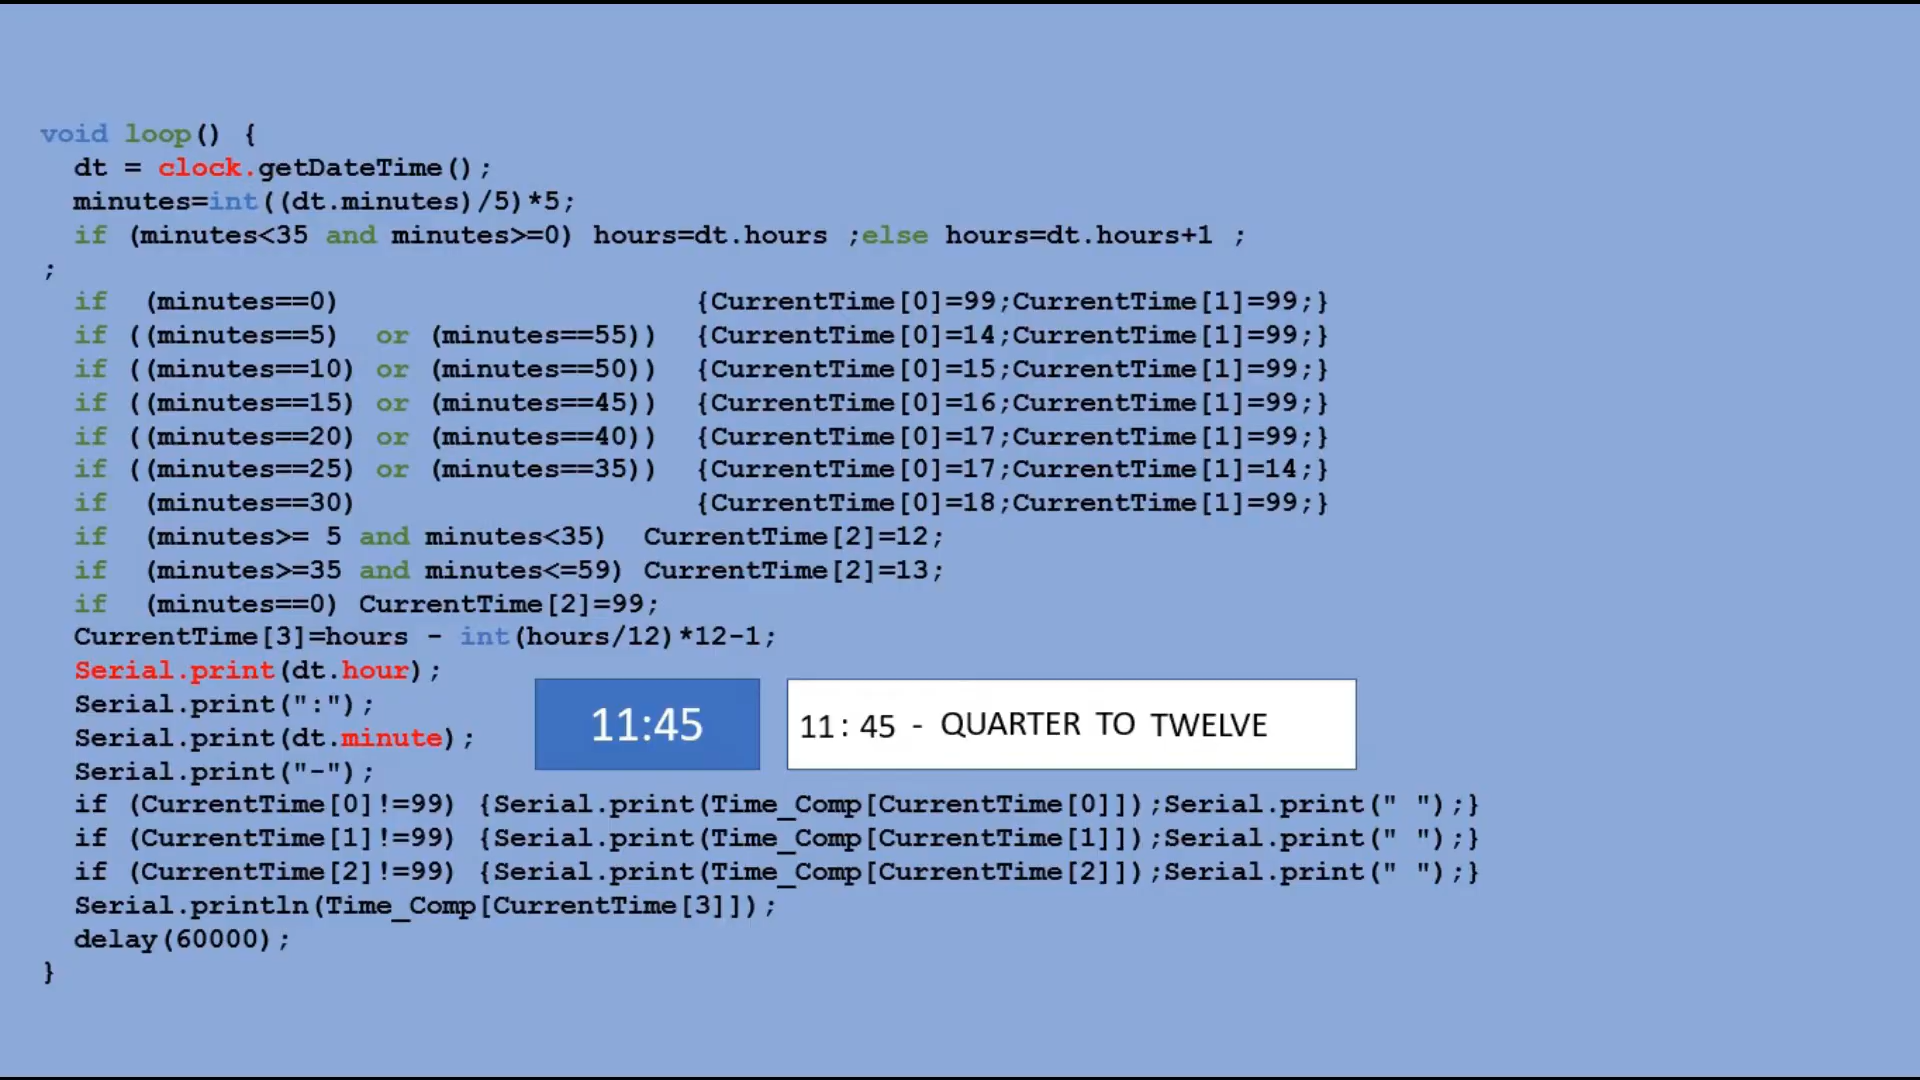 void loop() {
dt = clock.getDateTime();
minutes=int((dt.minutes)/5)*5;
if (minutes<35 and minutes>=0) hours=dt.hours ;else hours=dt.hours+1 ;
;
if (minutes==0) {CurrentTime[0]=99;CurrentTime[1]=99;}
if ((minutes==5) or (minutes==55)) {CurrentTime[0]=14;CurrentTime[1]=99;}
if ((minutes==10) or (minutes==50)) {CurrentTime[0]=15;CurrentTime[1]=99;}
if ((minutes==15) or (minutes==45)) {CurrentTime[0]=16;CurrentTime[1]=99;}
if ((minutes==20) or (minutes==40)) {CurrentTime[0]=17;CurrentTime[1]=99;}
if ((minutes==25) or (minutes==35)) {CurrentTime[0]=17;CurrentTime[1]=14;}
if (minutes==30) {CurrentTime[0]=18;CurrentTime[1]=99;}
if (minutes>= 5 and minutes<35) CurrentTime[2]=12;
if (minutes>=35 and minutes<=59) CurrentTime[2]=13;
if (minutes==0) CurrentTime[2]=99;
CurrentTime[3]=hours - int(hours/12)*12-1;
Serial.print(dt.hour);
Serial.print(":");
Serial.print(dt.minute);
Serial.print("-");
11:45
11: 45 - QUARTER TO TWELVE
if (CurrentTime[0]!=99) {Serial.print(Time_Comp[CurrentTime[0]]);Serial.print(" ");}
if (CurrentTime[1]!=99) {Serial.print(Time_Comp[CurrentTime[1]]);Serial.print(" ");}
if (CurrentTime[2]!=99) {Serial.print(Time_Comp[CurrentTime[2]]);Serial.print(" ");}
Serial.println(Time_Comp[CurrentTime[3]]);
delay(60000);
}